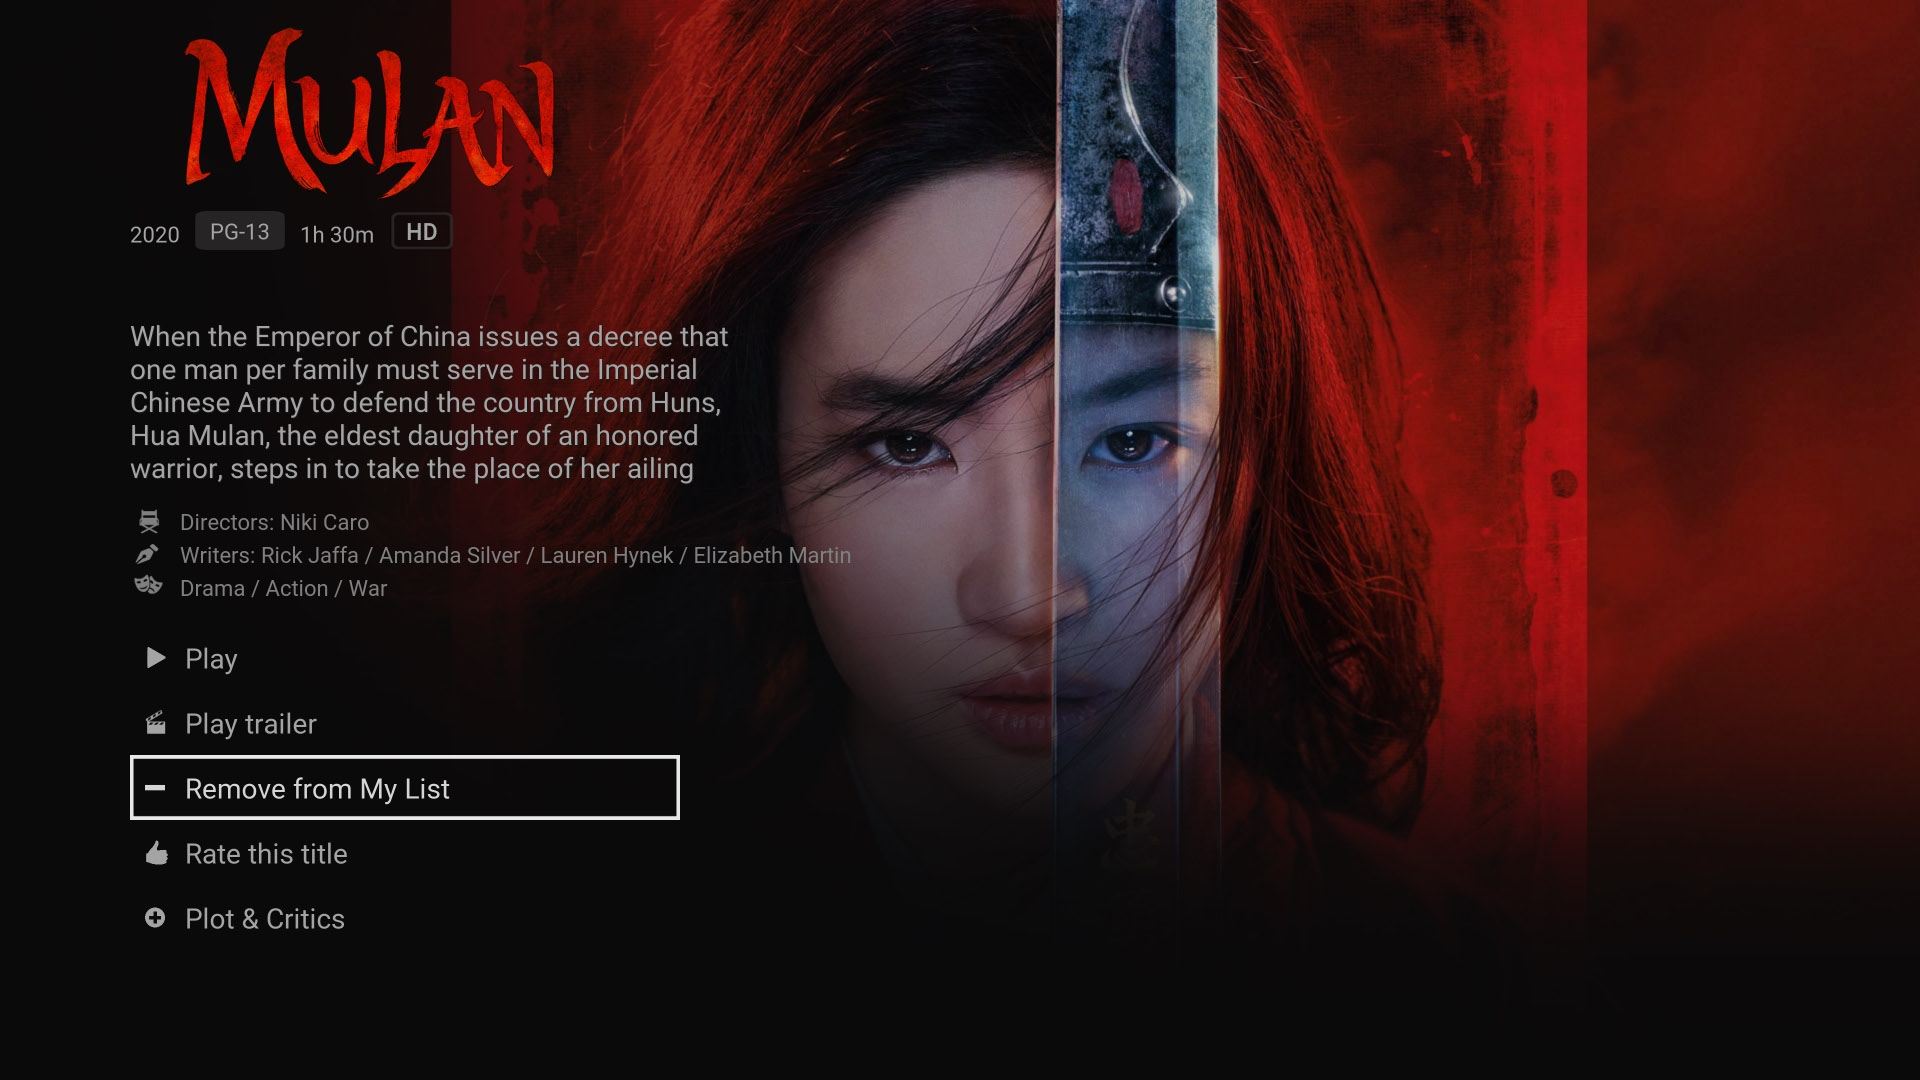 MULAN
2020 PG-13 1h 30m HD
When the Emperor of China issues a decree that
one man per family must serve in the Imperial
Chinese Army to defend the country from Huns,
Hua Mulan, the eldest daughter of an honored
warrior, steps in to take the place of her ailing
Directors: Niki Caro
Writers: Rick Jaffa / Amanda Silver / Lauren Hynek / Elizabeth Martin
Drama / Action / War
Play
Play trailer
Remove from My List
Rate this title
Plot & Critics
忠